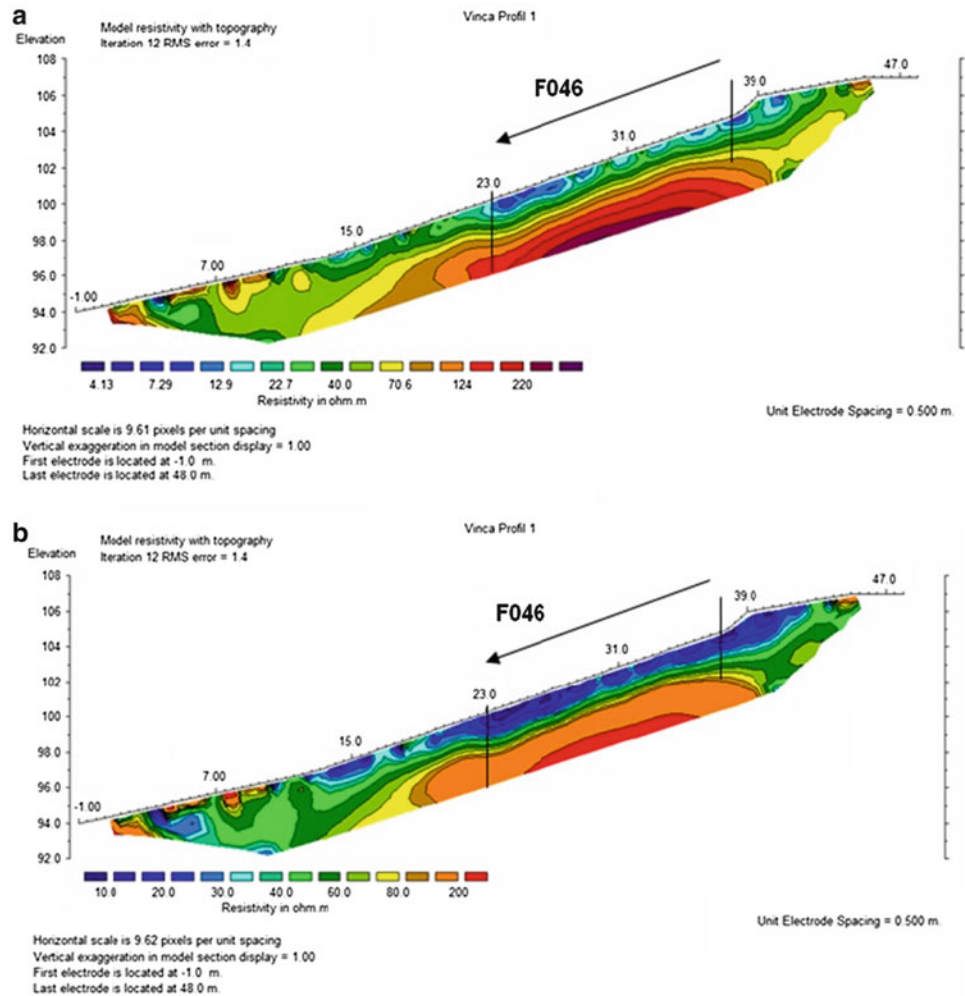 a
Vinca Profil 1
Model resistivity with topography
Iteration 12 RMS error = 1.4
Elevation
108
106
104
102
100
98.0
96.0
94.0
92.0
F046
-1.00
7.00
15.0
23.0
31.0
39.0
47.0
4.13 7.29 12.9 22.7 40.0 70.6 124 220
Resistivity in ohm.m
Unit Electrode Spacing = 0.500 m.
Horizontal scale is 9.61 pixels per unit spacing
Vertical exaggeration in model section display = 1.00
First electrode is located at -1.0 m.
Last electrode is located at 48.0 m.
b
Vinca Profil 1
Model resistivity with topography
Iteration 12 RMS error = 1.4
Elevation
108
106
104
102
100
98.0
96.0
94.0
92.0
F046
-1.00
7.00
15.0
23.0
31.0
39.0
47.0
10.0 20.0 30.0 40.0 60.0 80.0 200
Resistivity in ohm.m
Unit Electrode Spacing = 0.500 m.
Horizontal scale is 9.62 pixels per unit spacing
Vertical exaggeration in model section display = 1.00
First electrode is located at -1.0 m.
Last electrode is located at 48.0 m.